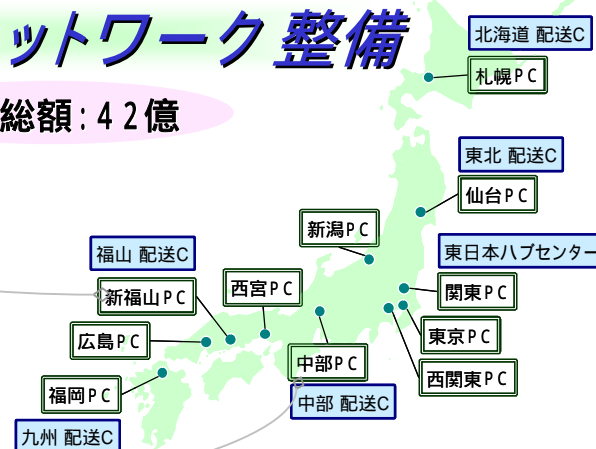 ットワーク 整備
総額:42億
北海道 配送C
札幌PC
東北 配送C
仙台PC
新潟PC
東日本ハブセンター
福山 配送C
西宮PC
関東PC
新福山PC
東京PC
広島PC
中部PC
西関東PC
福岡PC
中部 配送C
九州 配送C